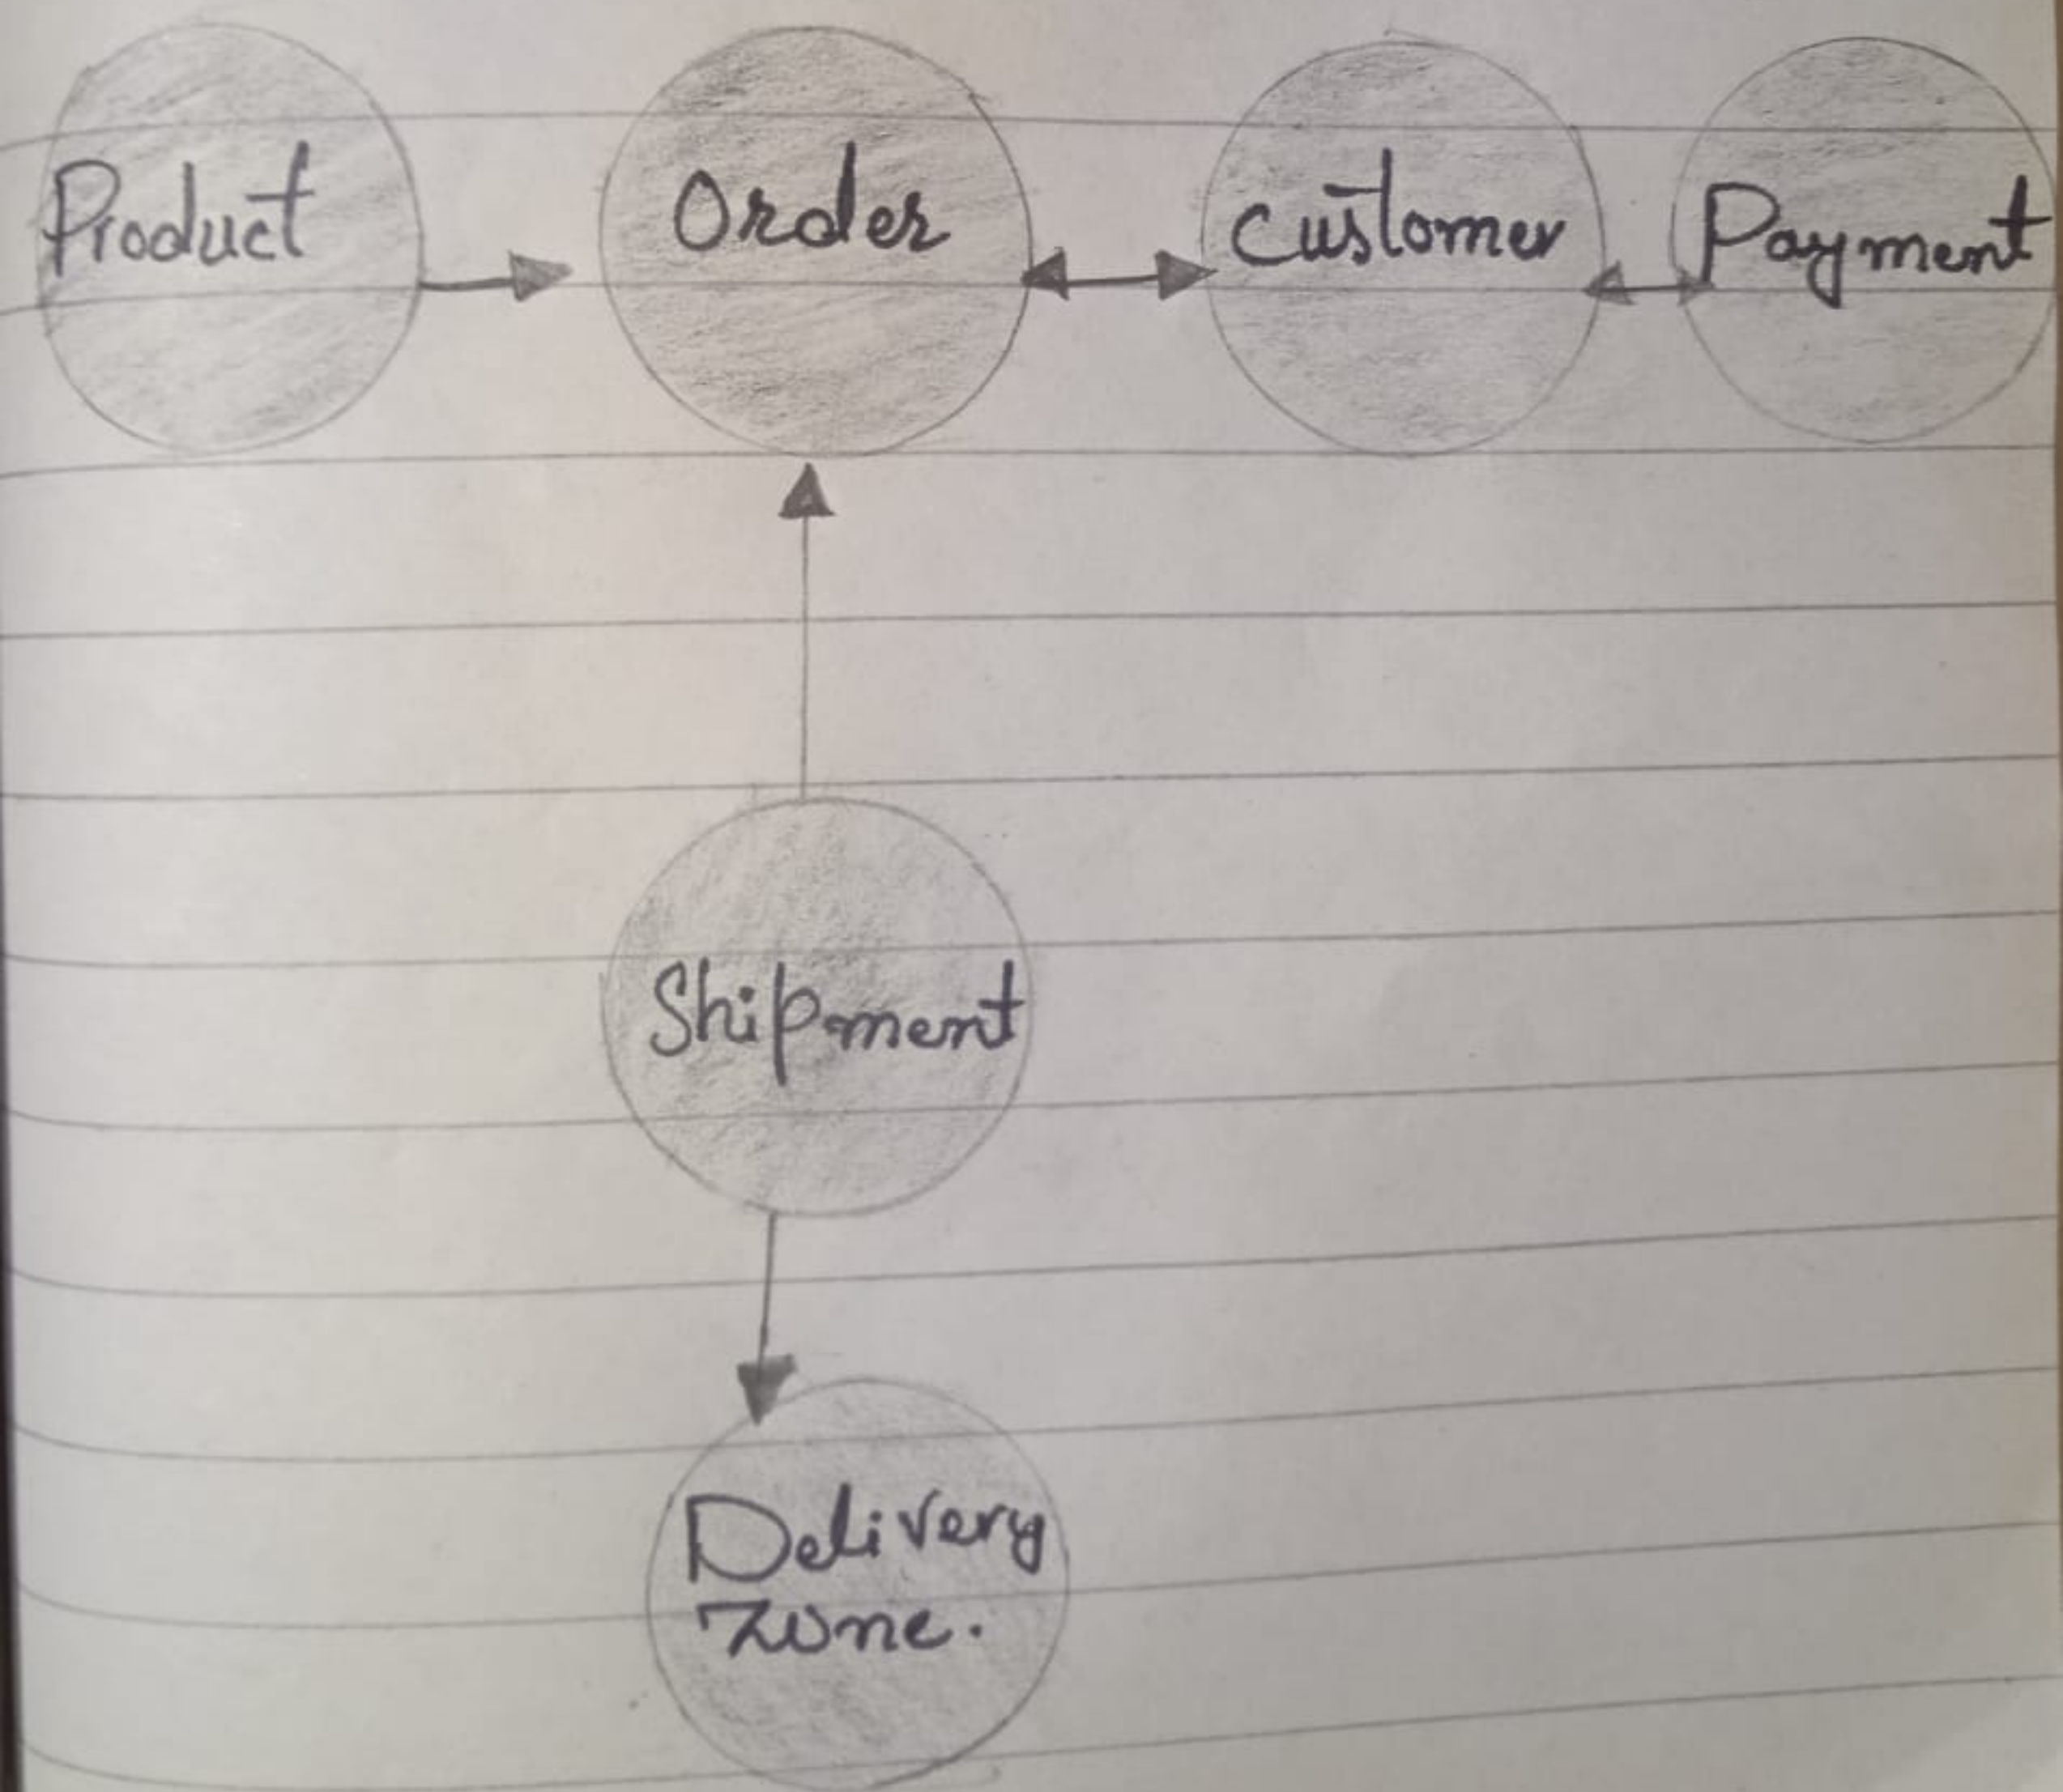 Product
Order
Customer
Payment
Shipment
Delivery
Zone.